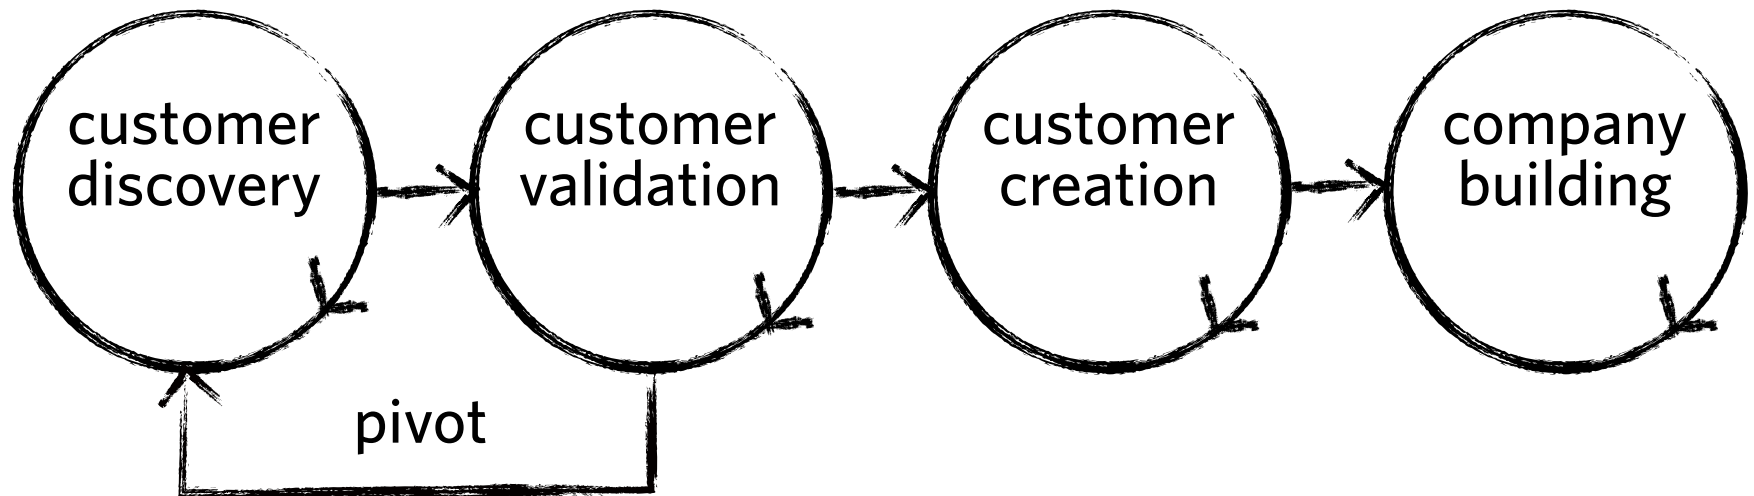 customer
discovery
customer
validation
customer
creation
company
building
pivot